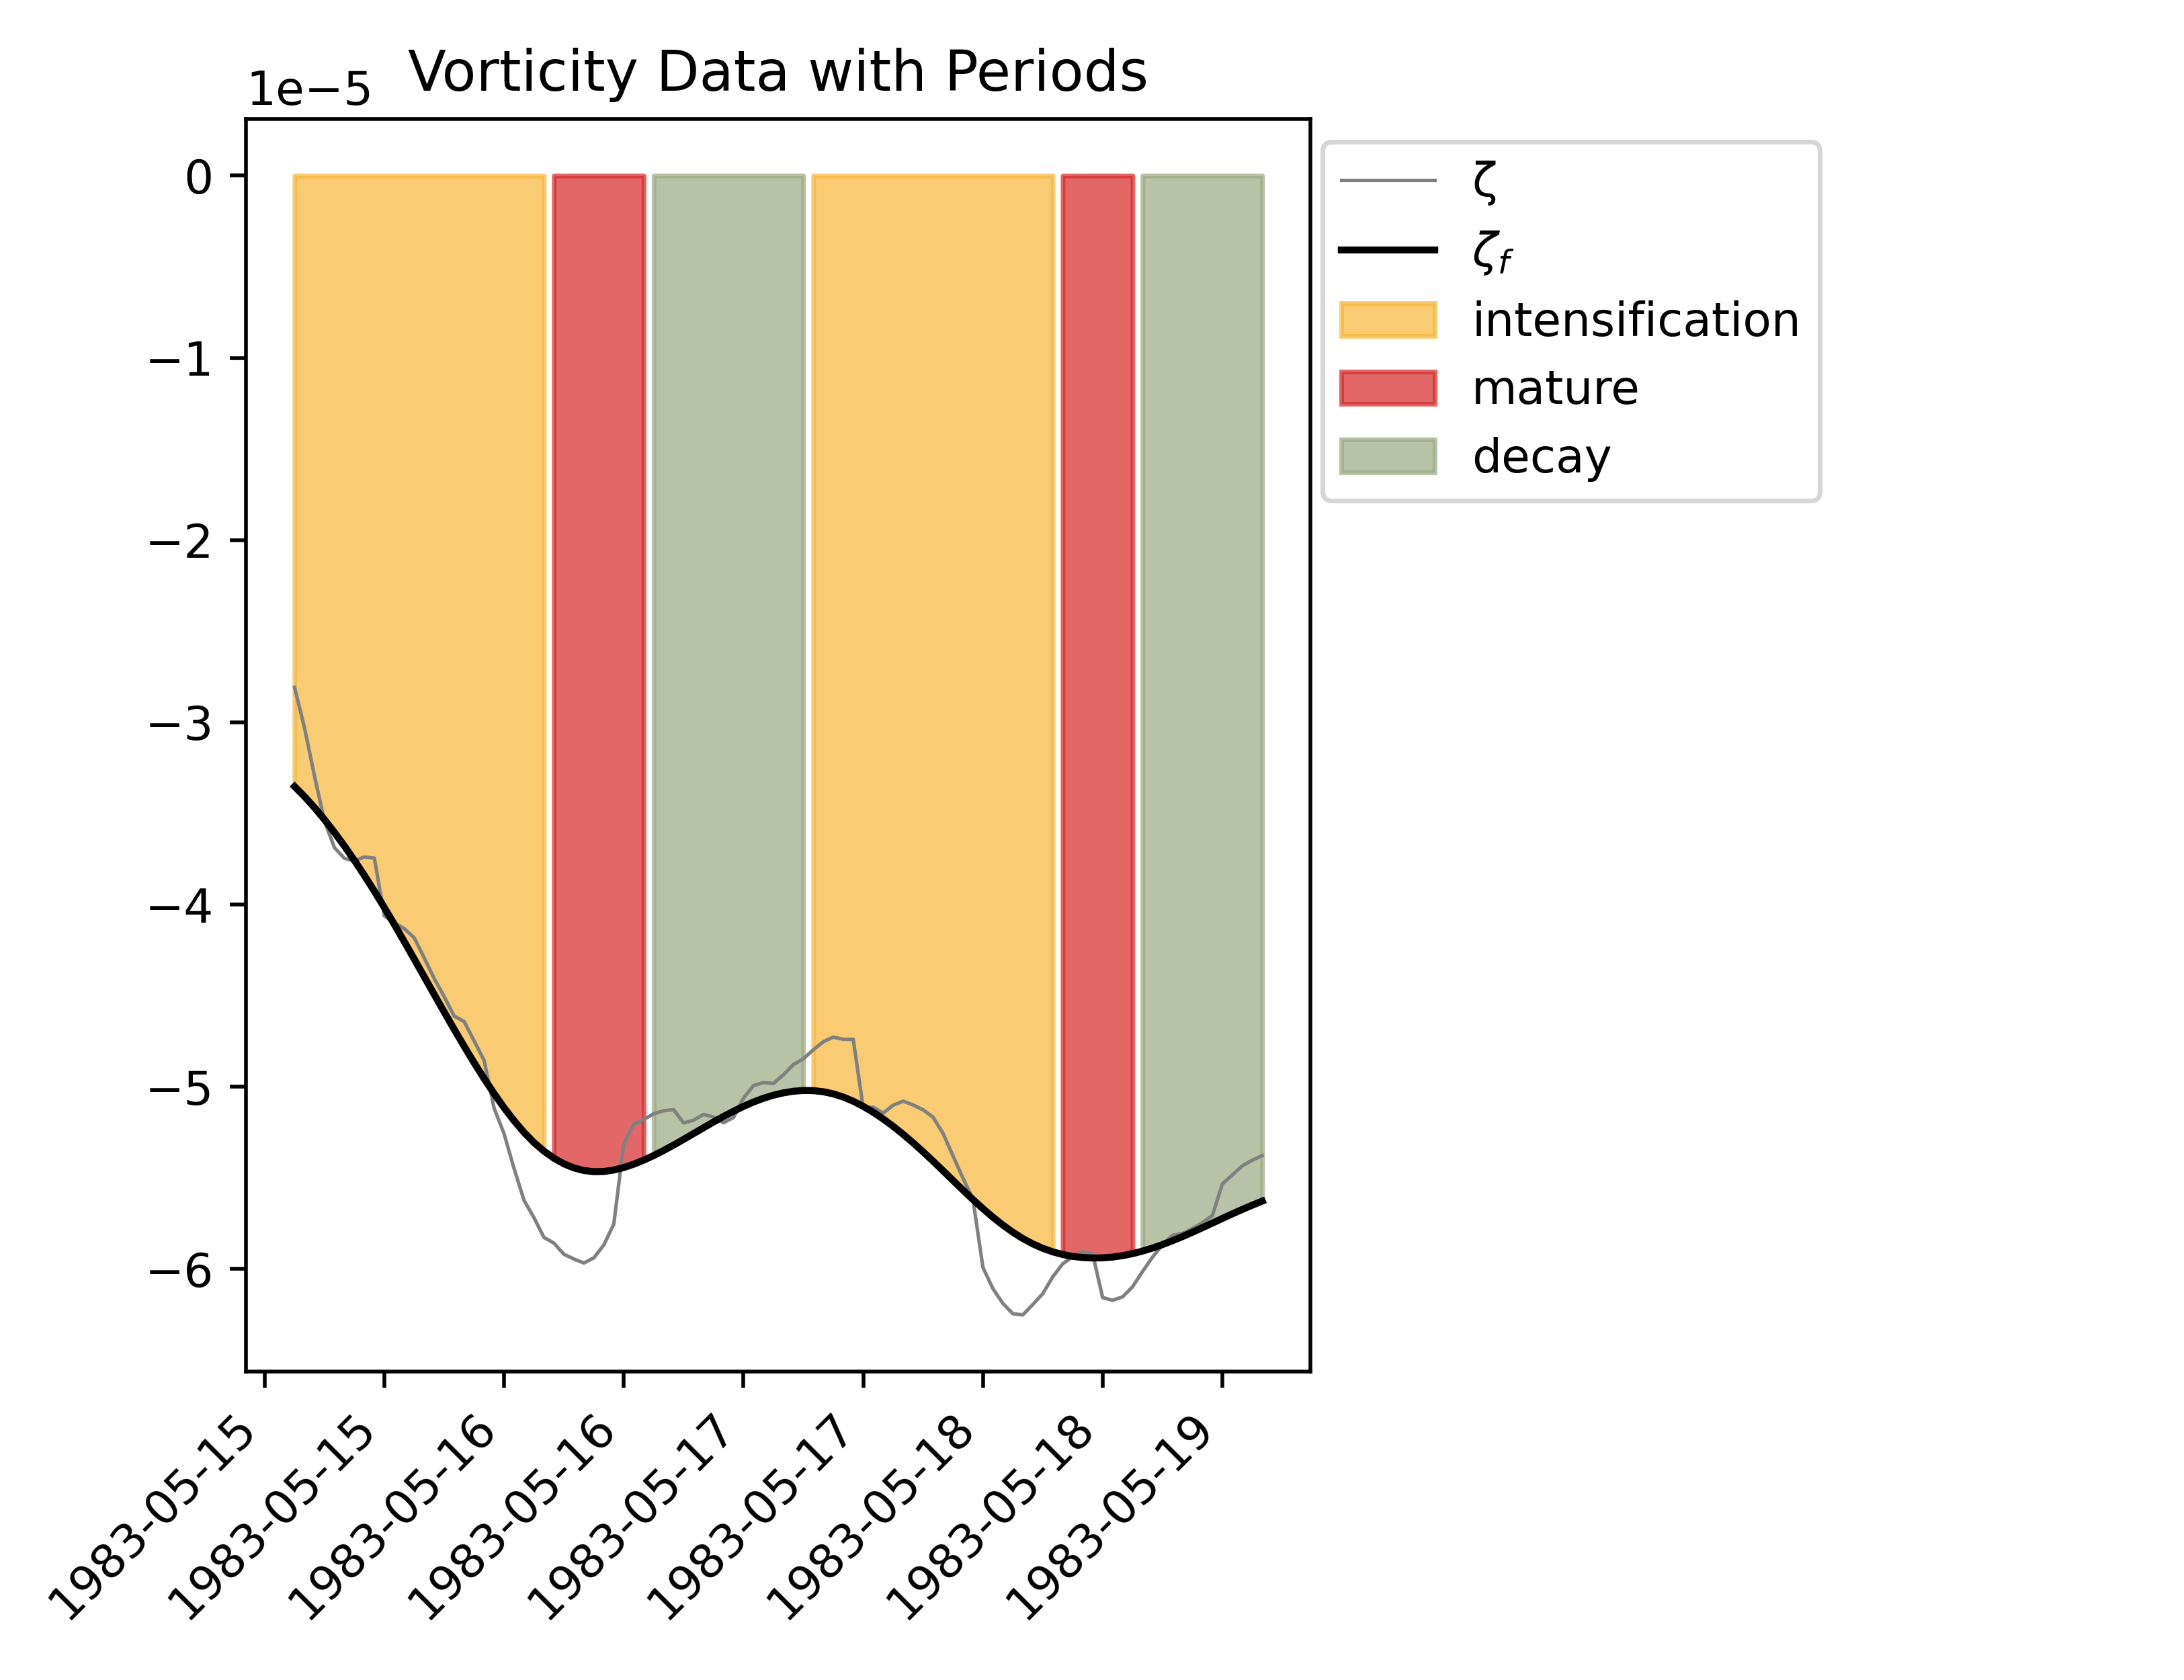 Vorticity Data with Periods
1e−5
0
−1
−2
−3
−4
−5
−6
1983-05-15
1983-05-15
1983-05-16
1983-05-16
1983-05-17
1983-05-17
1983-05-18
1983-05-18
1983-05-19
ζ
ζf
intensification
mature
decay